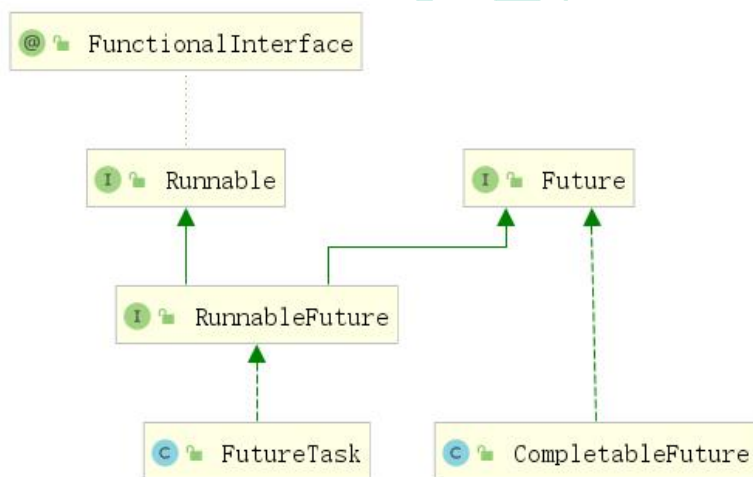 @ FunctionalInterface
I Runnable
I Future
I RunnableFuture
C FutureTask
C CompletableFuture